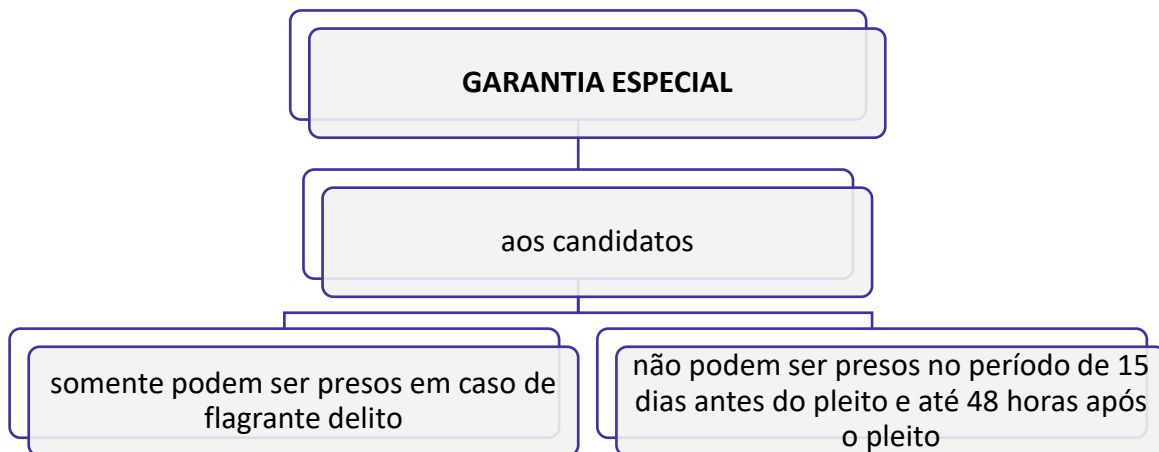 GARANTIA ESPECIAL
aos candidatos
somente podem ser presos em caso de
flagrante delito
não podem ser presos no período de 15
dias antes do pleito e até 48 horas após
o pleito